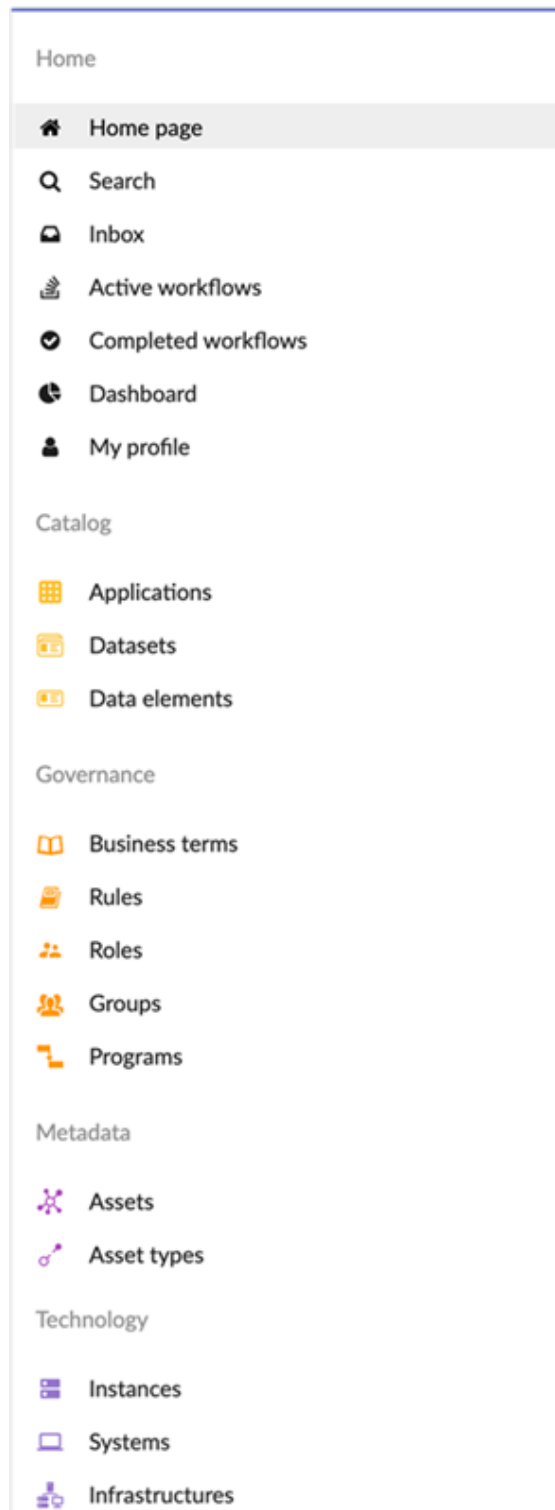 Home
Home page
Search
Inbox
Active workflows
Completed workflows
Dashboard
My profile
Catalog
Applications
Datasets
Data elements
Governance
Business terms
Rules
Roles
Groups
Programs
Metadata
Assets
Asset types
Technology
Instances
Systems
Infrastructures